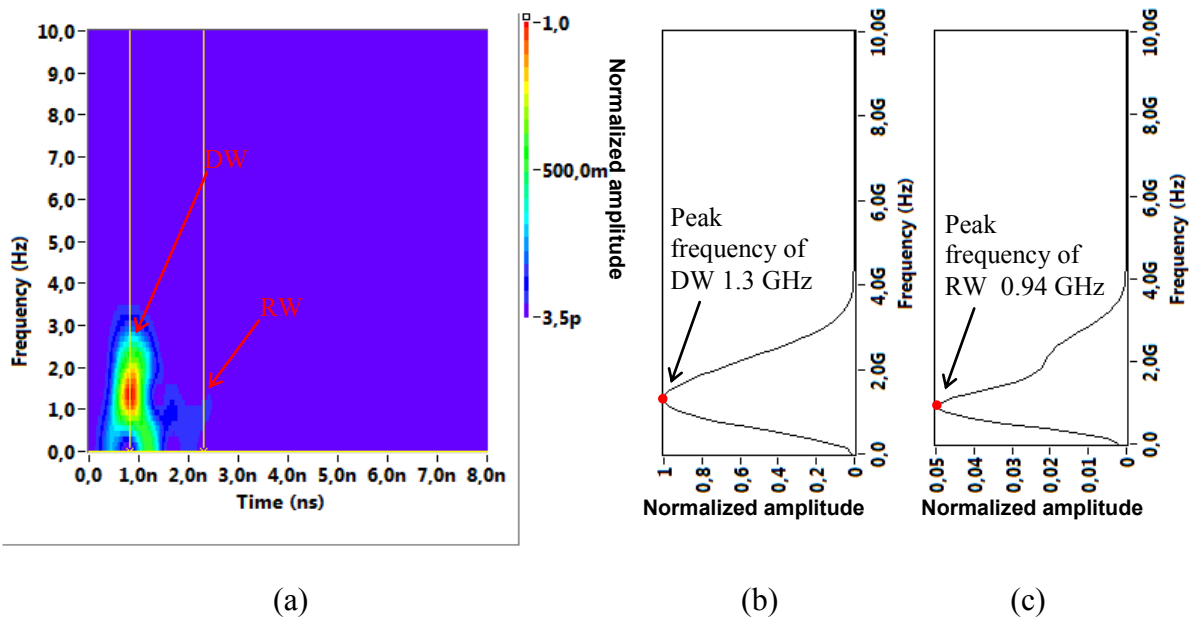 10,0
9,0
8,0
7,0
6,0
5,0
4,0
3,0
2,0
1,0
0,0
Frequency (Hz)
0,0 1,0n 2,0n 3,0n 4,0n 5,0n 6,0n 7,0n 8,0n
Time (ns)
DW
RW
1,0
500,0m
3,5p
Normalized amplitude
(a)
Peak
frequency of
DW 1.3 GHz
10,0G
8,0G
6,0G
4,0G
2,0G
0,0
Frequency (Hz)
1 0,8 0,6 0,4 0,2 0
Normalized amplitude
(b)
Peak
frequency of
RW 0.94 GHz
10,0G
8,0G
6,0G
4,0G
2,0G
0,0
Frequency (Hz)
0,05 0,04 0,03 0,02 0,01 0
Normalized amplitude
(c)